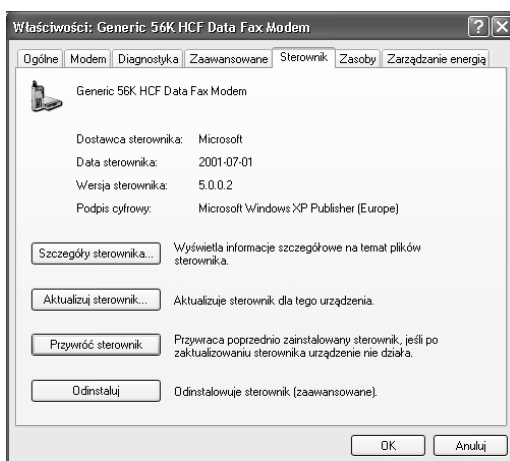 Właściwości: Generic 56K HCF Data Fax Modem
Ogólne Modem Diagnostyka Zaawansowane Sterownik Zasoby Zarządzanie energią
Generic 56K HCF Data Fax Modem
Dostawca sterownika: Microsoft
Data sterownika: 2001-07-01
Wersja sterownika: 5.0.0.2
Podpis cyfrowy: Microsoft Windows XP Publisher (Europe)
Szczegóły sterownika... Wyświetla informacje szczegółowe na temat plików
sterownika.
Aktualizuj sterownik... Aktualizuje sterownik dla tego urządzenia.
Przywróć sterownik Przywraca poprzednio zainstalowany sterownik, jeśli po
zaktualizowaniu sterownika urządzenie nie działa.
Odinstaluj Odinstalowuje sterownik (zaawansowane).
OK Anuluj